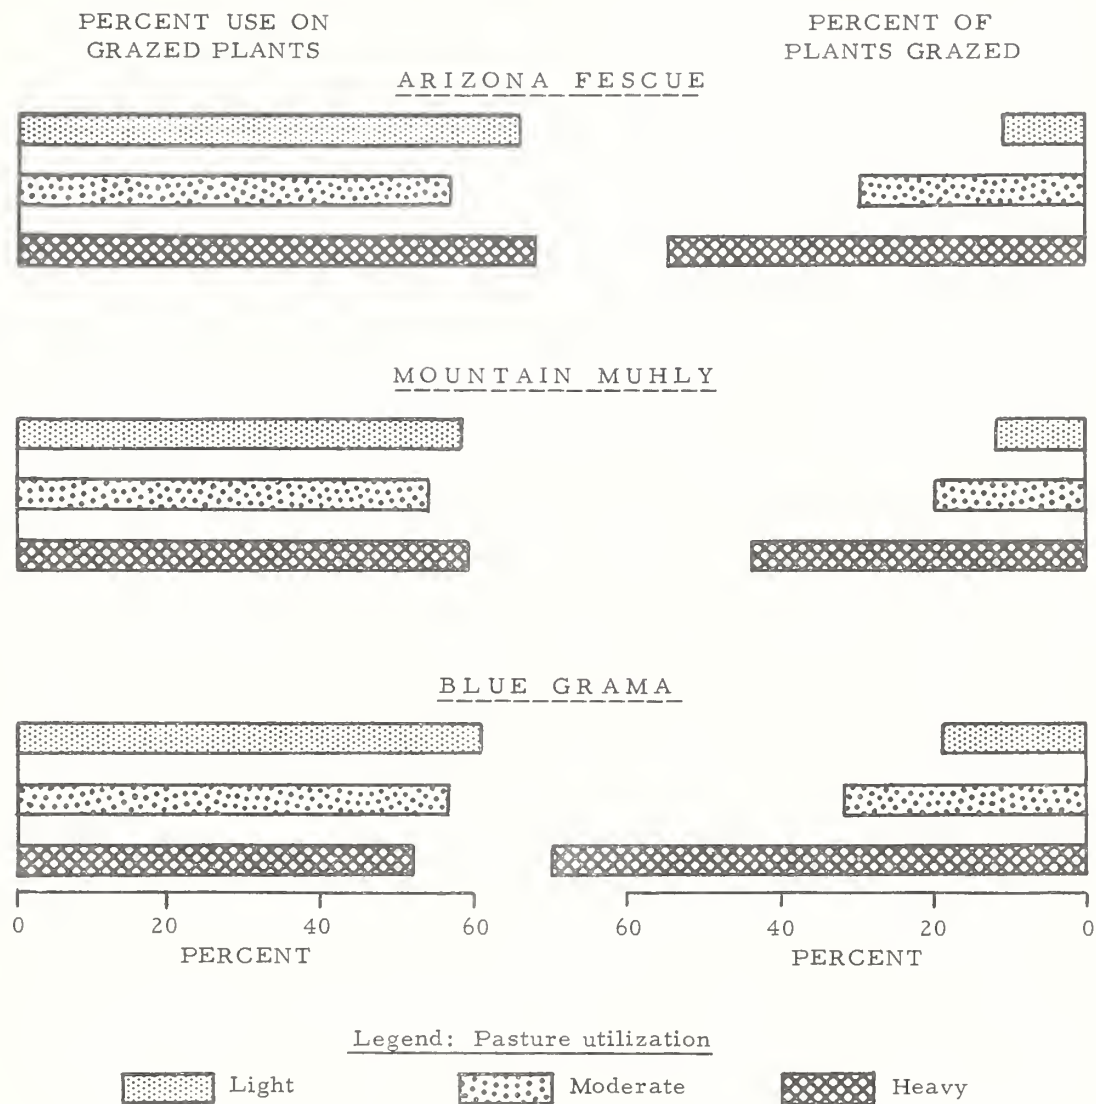 PERCENT USE ON
GRAZED PLANTS
PERCENT OF
PLANTS GRAZED
ARIZONA FESCUE
MOUNTAIN MUHLY
BLUE GRAMA
0 20 40 60
PERCENT
60 40 20 0
PERCENT
Legend: Pasture utilization
Light Moderate Heavy